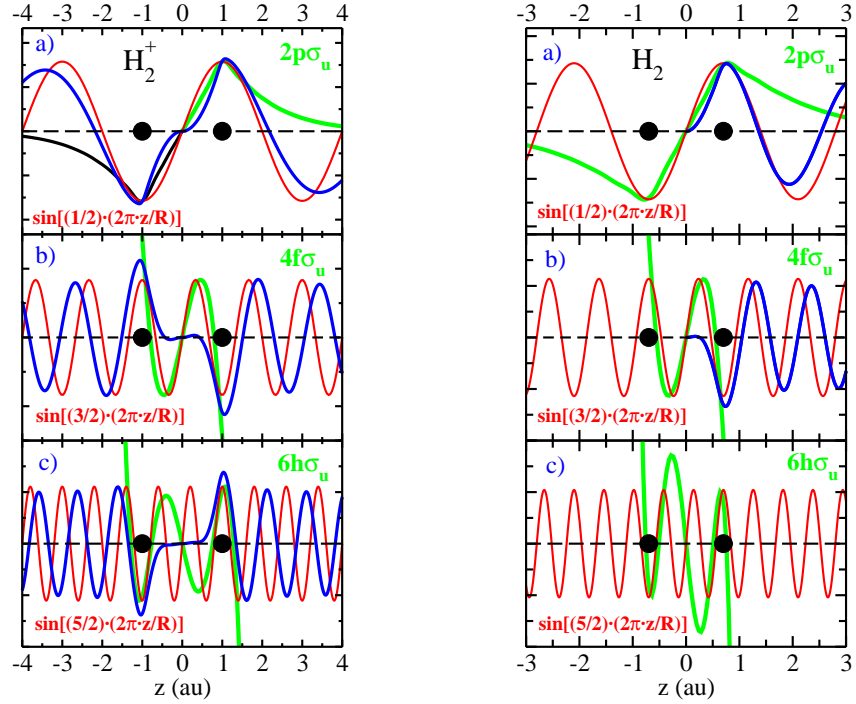 -4 -3 -2 -1 0 1 2 3 4
a) H₂⁺ 2pσᵤ
sin[(1/2)·(2π·z/R)]
b) 4fσᵤ
sin[(3/2)·(2π·z/R)]
c) 6hσᵤ
sin[(5/2)·(2π·z/R)]
-4 -3 -2 -1 0 1 2 3 4
z (au)
-3 -2 -1 0 1 2 3
a) H₂ 2pσᵤ
sin[(1/2)·(2π·z/R)]
b) 4fσᵤ
sin[(3/2)·(2π·z/R)]
c) 6hσᵤ
sin[(5/2)·(2π·z/R)]
-3 -2 -1 0 1 2 3
z (au)